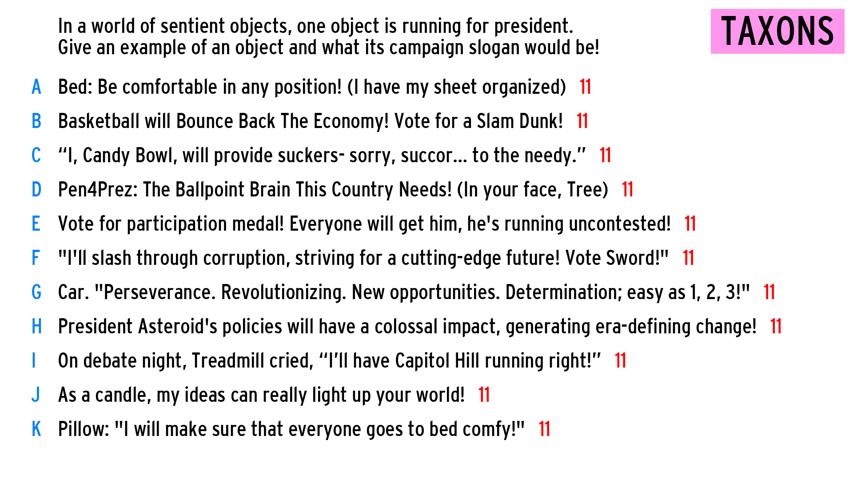 In a world of sentient objects, one object is running for president.
Give an example of an object and what its campaign slogan would be!
TAXONS
A Bed: Be comfortable in any position! (I have my sheet organized) 11
B Basketball will Bounce Back The Economy! Vote for a Slam Dunk! 11
C “I, Candy Bowl, will provide suckers- sorry, succor... to the needy.” 11
D Pen4Prez: The Ballpoint Brain This Country Needs! (In your face, Tree) 11
E Vote for participation medal! Everyone will get him, he's running uncontested! 11
F "I'll slash through corruption, striving for a cutting-edge future! Vote Sword!" 11
G Car. "Perseverance. Revolutionizing. New opportunities. Determination; easy as 1, 2, 3!" 11
H President Asteroid's policies will have a colossal impact, generating era-defining change! 11
I On debate night, Treadmill cried, “I’ll have Capitol Hill running right!” 11
J As a candle, my ideas can really light up your world! 11
K Pillow: "I will make sure that everyone goes to bed comfy!" 11